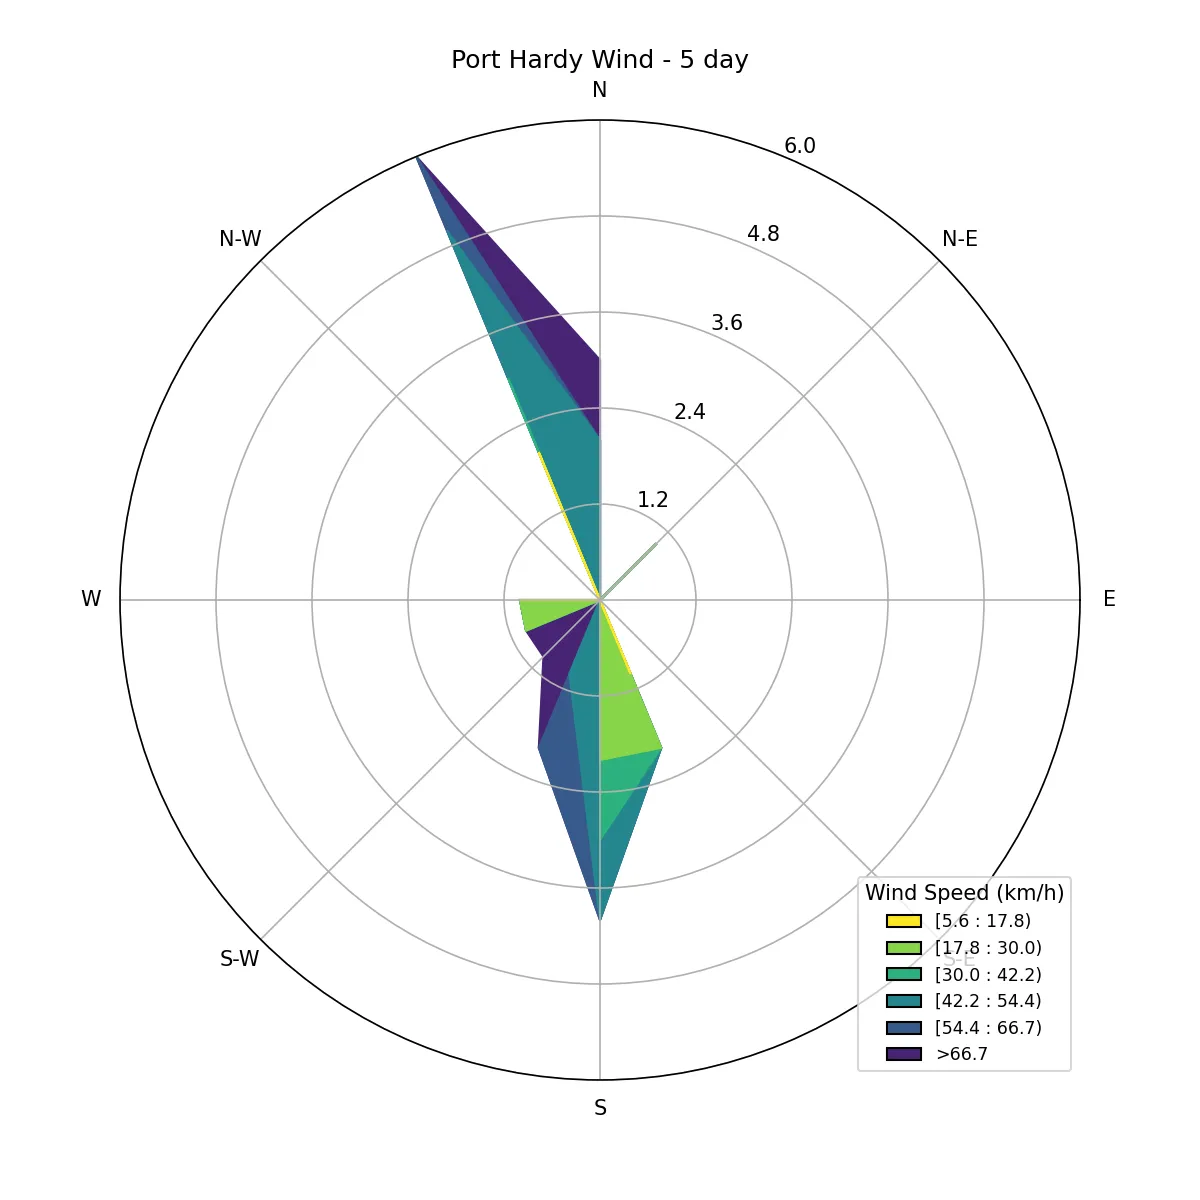 Port Hardy Wind - 5 day
N
6.0
N-W
N-E
4.8
3.6
2.4
1.2
W
E
Wind Speed (km/h)
[5.6 : 17.8)
[17.8 : 30.0)
S-W
S-E
[30.0 : 42.2)
[42.2 : 54.4)
[54.4 : 66.7)
>66.7
S